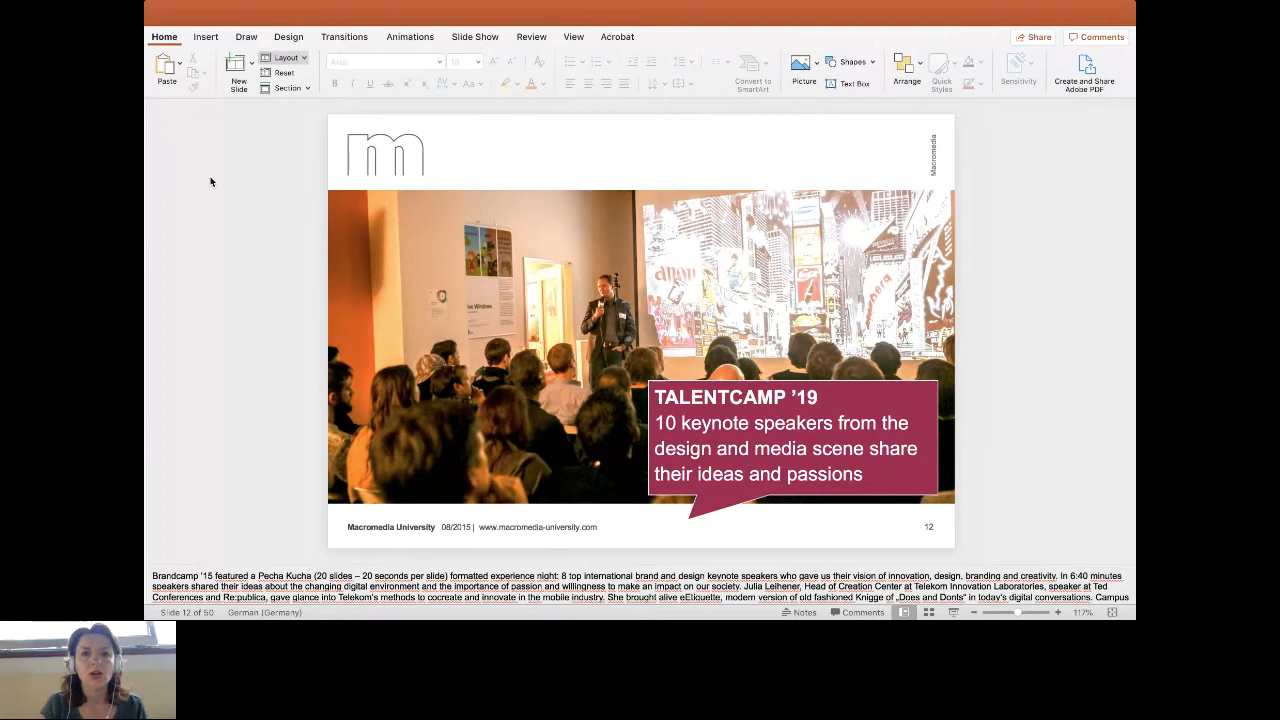 Home Insert Draw Design Transitions Animations Slide Show Review View Acrobat Share Comments
Paste
New Slide
Layout
Reset
Section
Arial
18
Convert to SmartArt
Picture
Shapes
Text Box
Arrange
Quick Styles
Sensitivity
Create and Share Adobe PDF
m
Macromedia
TALENTCAMP ’19
10 keynote speakers from the
design and media scene share
their ideas and passions
Macromedia University 08/2015 | www.macromedia-university.com 12
Brandcamp '15 featured a Pecha Kucha (20 slides – 20 seconds per slide) formatted experience night: 8 top international brand and design keynote speakers who gave us their vision of innovation, design, branding and creativity. In 6:40 minutes
speakers shared their ideas about the changing digital environment and the importance of passion and willingness to make an impact on our society. Julia Leihener, Head of Creation Center at Telekom Innovation Laboratories, speaker at Ted
Conferences and Re:publica, gave glance into Telekom's methods to cocreate and innovate in the mobile industry. She brought alive eEtiquette, modern version of old fashioned Knigge of „Does and Donts“ in today's digital conversations. Campus
Slide 12 of 50 German (Germany) Notes Comments 117%